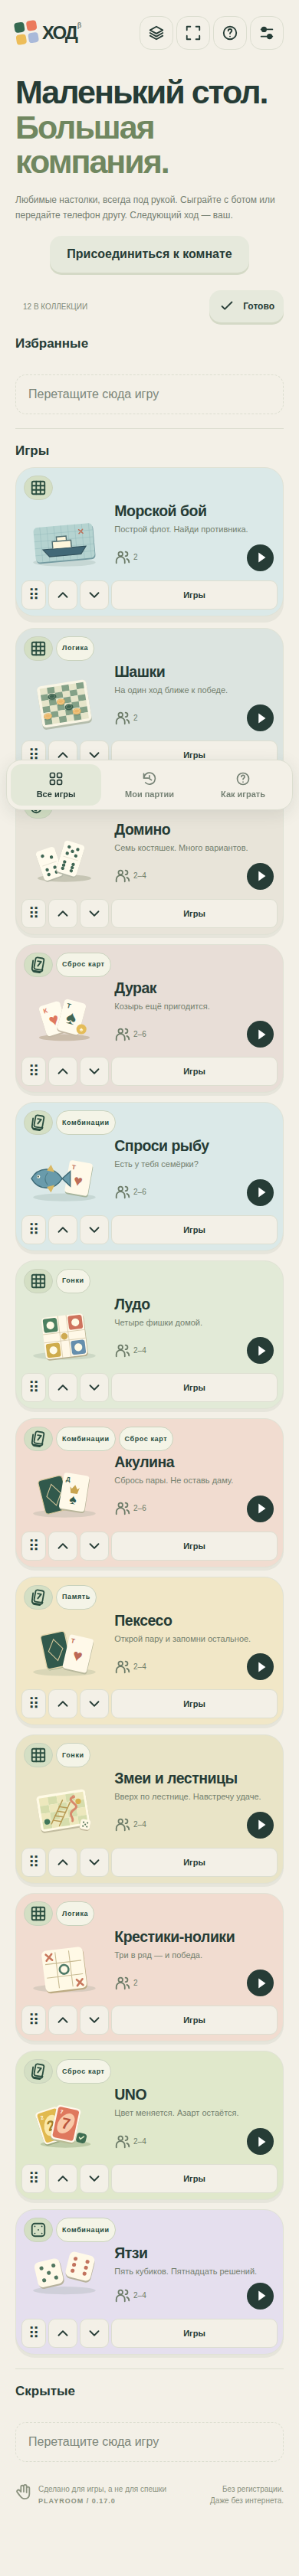 ХОДβ
Маленький стол.
Большая
компания.
Любимые настолки, всегда под рукой. Сыграйте с ботом или
передайте телефон другу. Следующий ход — ваш.
Присоединиться к комнате
12 В КОЛЛЕКЦИИ
Готово
Избранные
Перетащите сюда игру
Игры
Морской бой
Построй флот. Найди противника.
2
Игры
Логика
Шашки
На один ход ближе к победе.
2
Игры
Все игры
Мои партии
Как играть
Домино
Семь костяшек. Много вариантов.
2–4
Игры
Сброс карт
Дурак
Козырь ещё пригодится.
2–6
Игры
Комбинации
Спроси рыбу
Есть у тебя семёрки?
2–6
Игры
Гонки
Лудо
Четыре фишки домой.
2–4
Игры
Комбинации
Сброс карт
Акулина
Сбрось пары. Не оставь даму.
2–6
Игры
Память
Пексесо
Открой пару и запомни остальное.
2–4
Игры
Гонки
Змеи и лестницы
Вверх по лестнице. Навстречу удаче.
2–4
Игры
Логика
Крестики-нолики
Три в ряд — и победа.
2
Игры
Сброс карт
UNO
Цвет меняется. Азарт остаётся.
2–4
Игры
Комбинации
Ятзи
Пять кубиков. Пятнадцать решений.
2–4
Игры
Скрытые
Перетащите сюда игру
Сделано для игры, а не для спешки
PLAYROOM / 0.17.0
Без регистрации.
Даже без интернета.